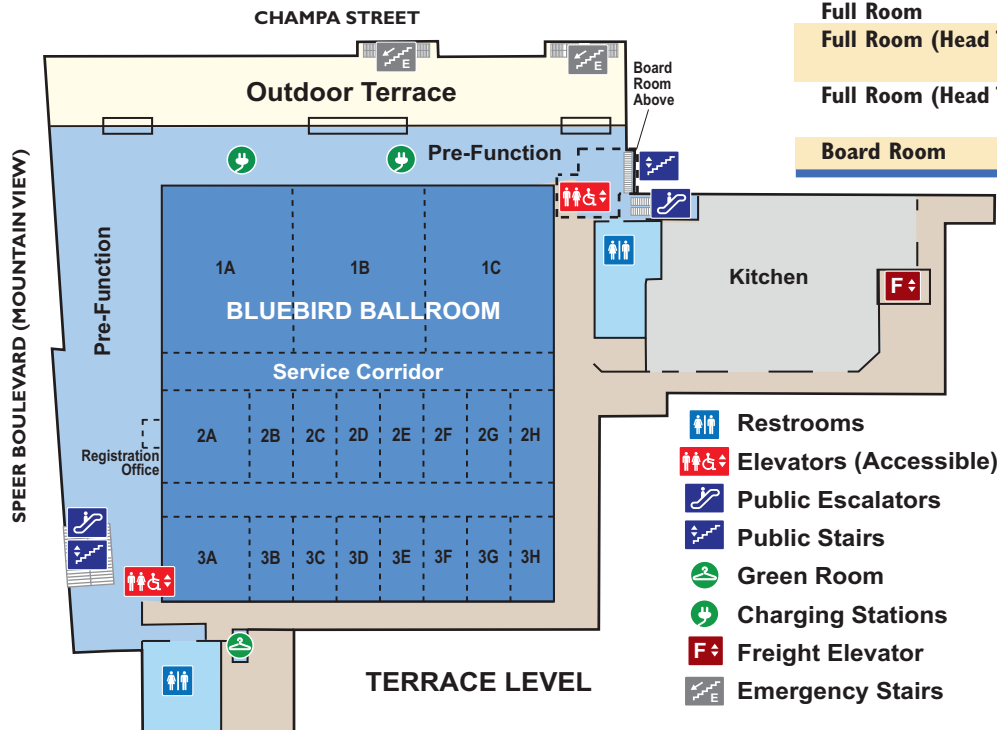 CHAMPA STREET
Full Room
Full Room (Head
Full Room (Head
Board Room
E
E
Outdoor Terrace
Board
Room
Above
Pre-Function
SPEER BOULEVARD (MOUNTAIN VIEW)
Pre-Function
1A 1B 1C
BLUEBIRD BALLROOM
Kitchen
F
Service Corridor
2A 2B 2C 2D 2E 2F 2G 2H
Registration
Office
3A 3B 3C 3D 3E 3F 3G 3H
TERRACE LEVEL
Restrooms
Elevators (Accessible)
Public Escalators
Public Stairs
Green Room
Charging Stations
F Freight Elevator
E Emergency Stairs